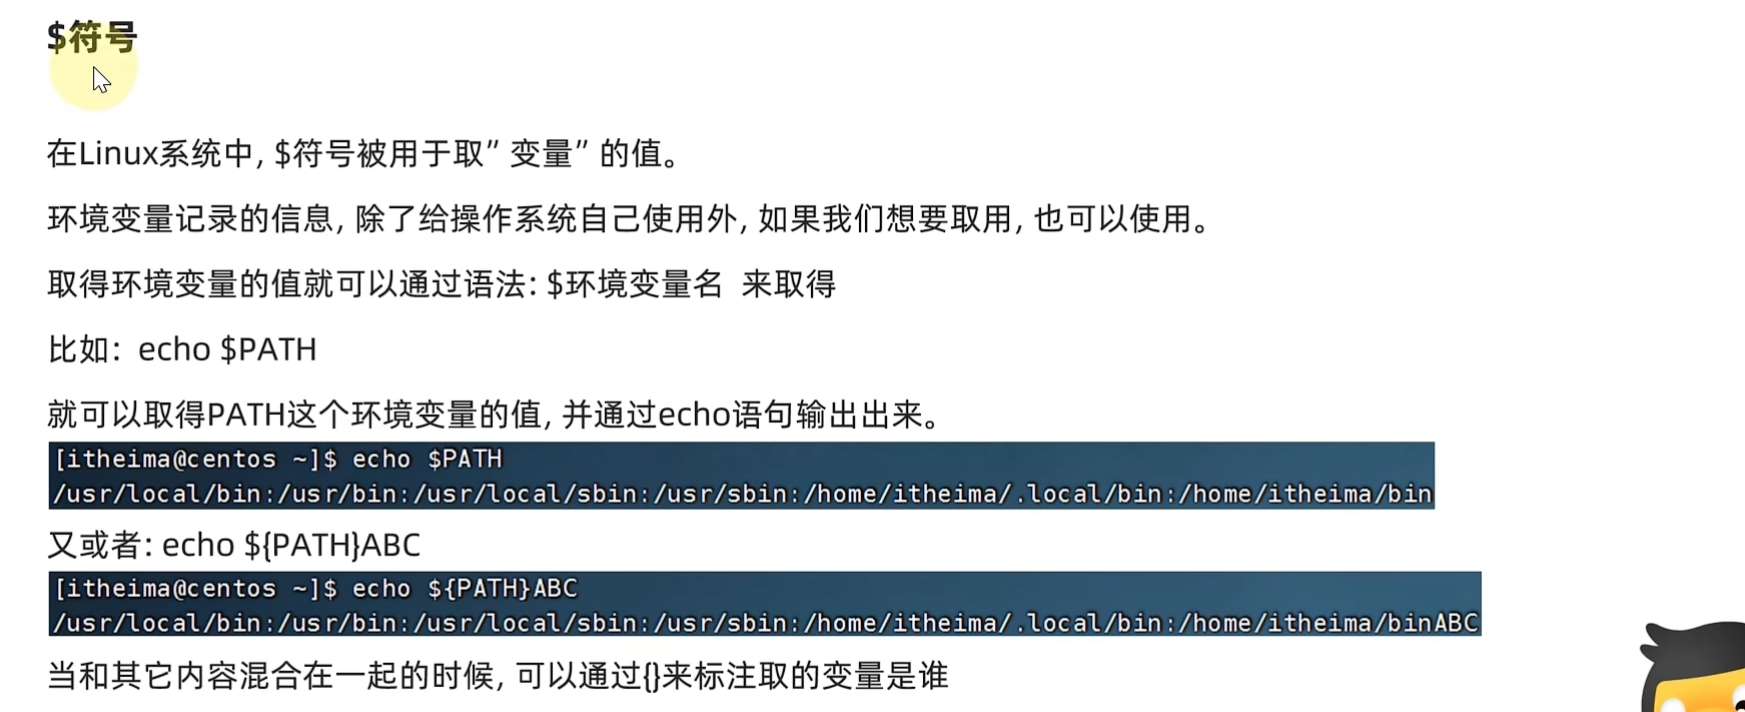 $符号
在Linux系统中, $符号被用于取”变量”的值。
环境变量记录的信息, 除了给操作系统自己使用外, 如果我们想要取用, 也可以使用。
取得环境变量的值就可以通过语法: $环境变量名  来取得
比如：echo $PATH
就可以取得PATH这个环境变量的值, 并通过echo语句输出出来。
[itheima@centos ~]$ echo $PATH
/usr/local/bin:/usr/bin:/usr/local/sbin:/usr/sbin:/home/itheima/.local/bin:/home/itheima/bin
又或者: echo ${PATH}ABC
[itheima@centos ~]$ echo ${PATH}ABC
/usr/local/bin:/usr/bin:/usr/local/sbin:/usr/sbin:/home/itheima/.local/bin:/home/itheima/binABC
当和其它内容混合在一起的时候, 可以通过{}来标注取的变量是谁